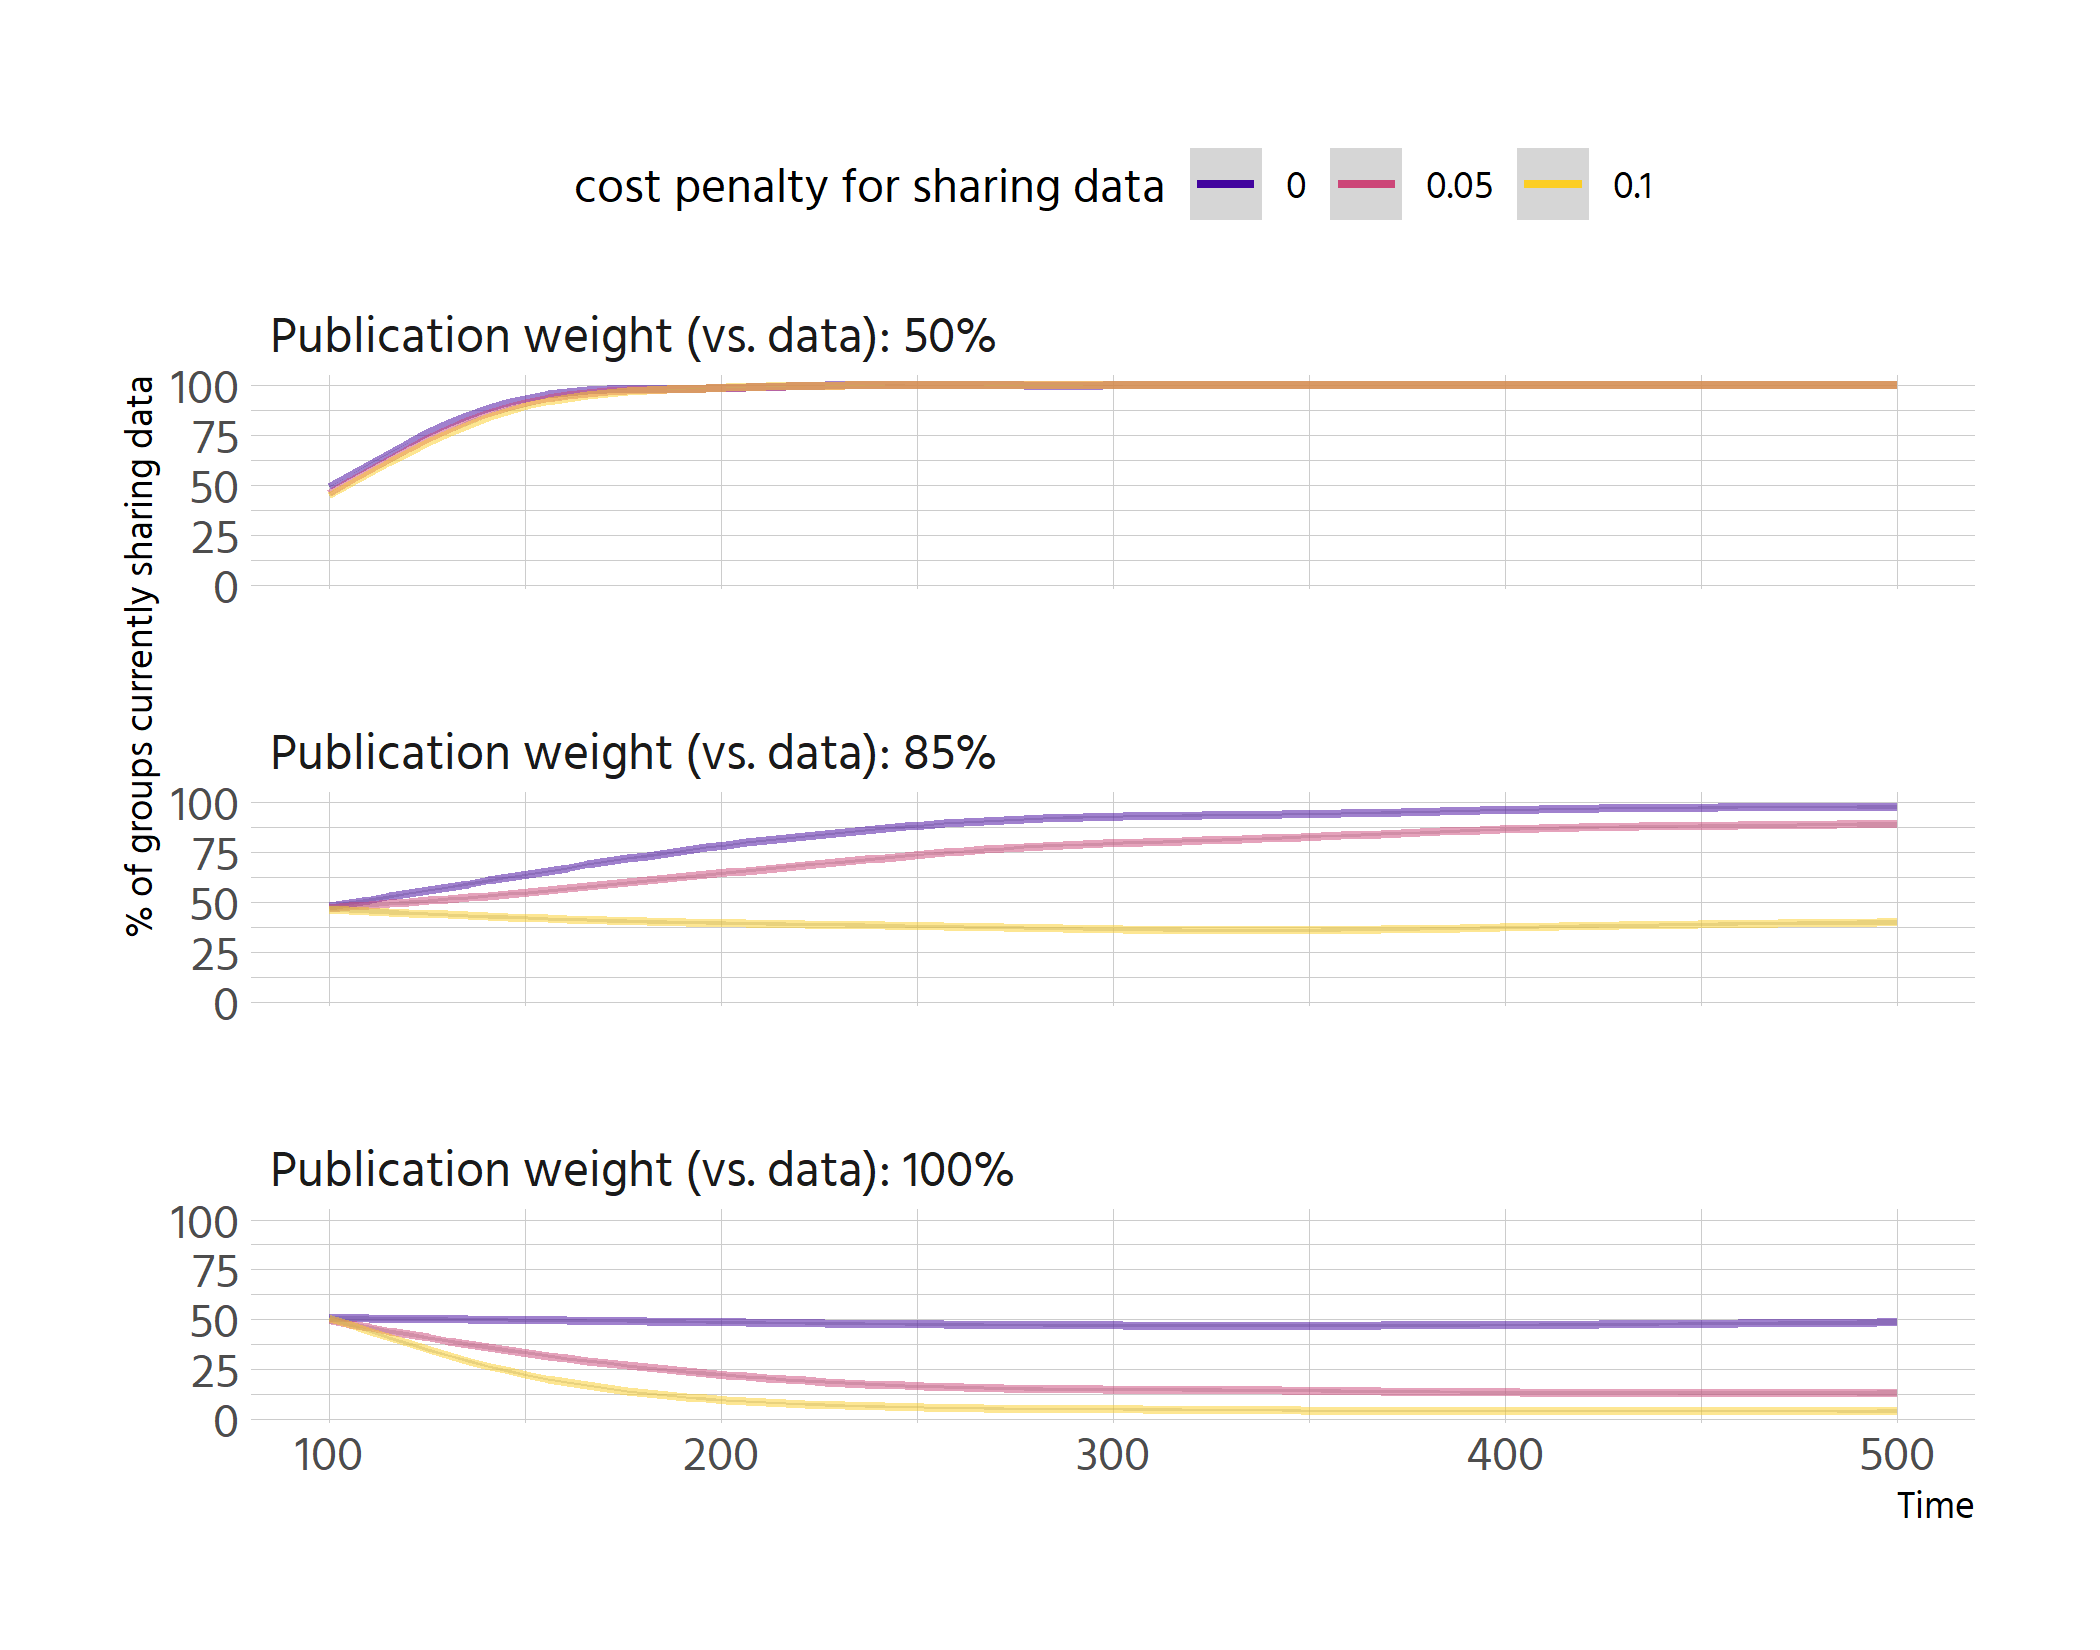 cost penalty for sharing data 0 0.05 0.1
Publication weight (vs. data): 50%
100
75
50
25
0
% of groups currently sharing data
Publication weight (vs. data): 85%
100
75
50
25
0
Publication weight (vs. data): 100%
100
75
50
25
0
100 200 300 400 500
Time